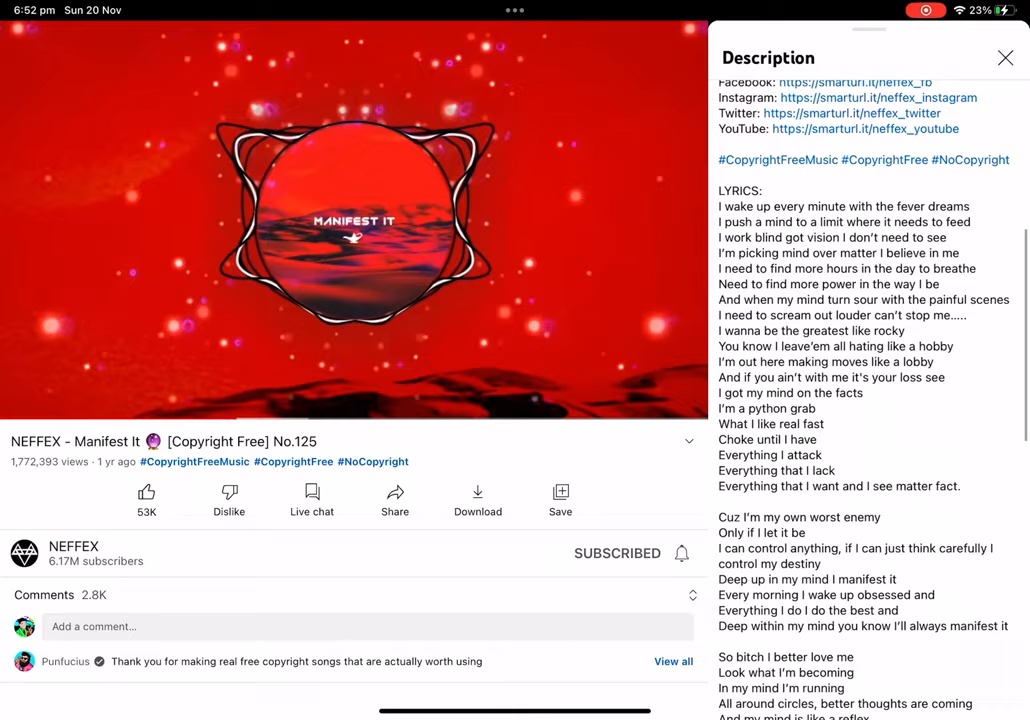 6:52 pm Sun 20 Nov
23%
MANIFEST IT
NEFFEX - Manifest It 🔮 [Copyright Free] No.125
1,772,393 views · 1 yr ago #CopyrightFreeMusic #CopyrightFree #NoCopyright
53K
Dislike
Live chat
Share
Download
Save
NEFFEX
6.17M subscribers
SUBSCRIBED
Comments 2.8K
Add a comment...
Punfucius Thank you for making real free copyright songs that are actually worth using
View all
Description
Facebook: https://smarturl.it/neffex_fb
Instagram: https://smarturl.it/neffex_instagram
Twitter: https://smarturl.it/neffex_twitter
YouTube: https://smarturl.it/neffex_youtube
#CopyrightFreeMusic #CopyrightFree #NoCopyright
LYRICS:
I wake up every minute with the fever dreams
I push a mind to a limit where it needs to feed
I work blind got vision I don’t need to see
I’m picking mind over matter I believe in me
I need to find more hours in the day to breathe
Need to find more power in the way I be
And when my mind turn sour with the painful scenes
I need to scream out louder can’t stop me.....
I wanna be the greatest like rocky
You know I leave’em all hating like a hobby
I’m out here making moves like a lobby
And if you ain’t with me it's your loss see
I got my mind on the facts
I’m a python grab
What I like real fast
Choke until I have
Everything I attack
Everything that I lack
Everything that I want and I see matter fact.
Cuz I’m my own worst enemy
Only if I let it be
I can control anything, if I can just think carefully I
control my destiny
Deep up in my mind I manifest it
Every morning I wake up obsessed and
Everything I do I do the best and
Deep within my mind you know I’ll always manifest it
So bitch I better love me
Look what I’m becoming
In my mind I’m running
All around circles, better thoughts are coming
And my mind is like a reflex